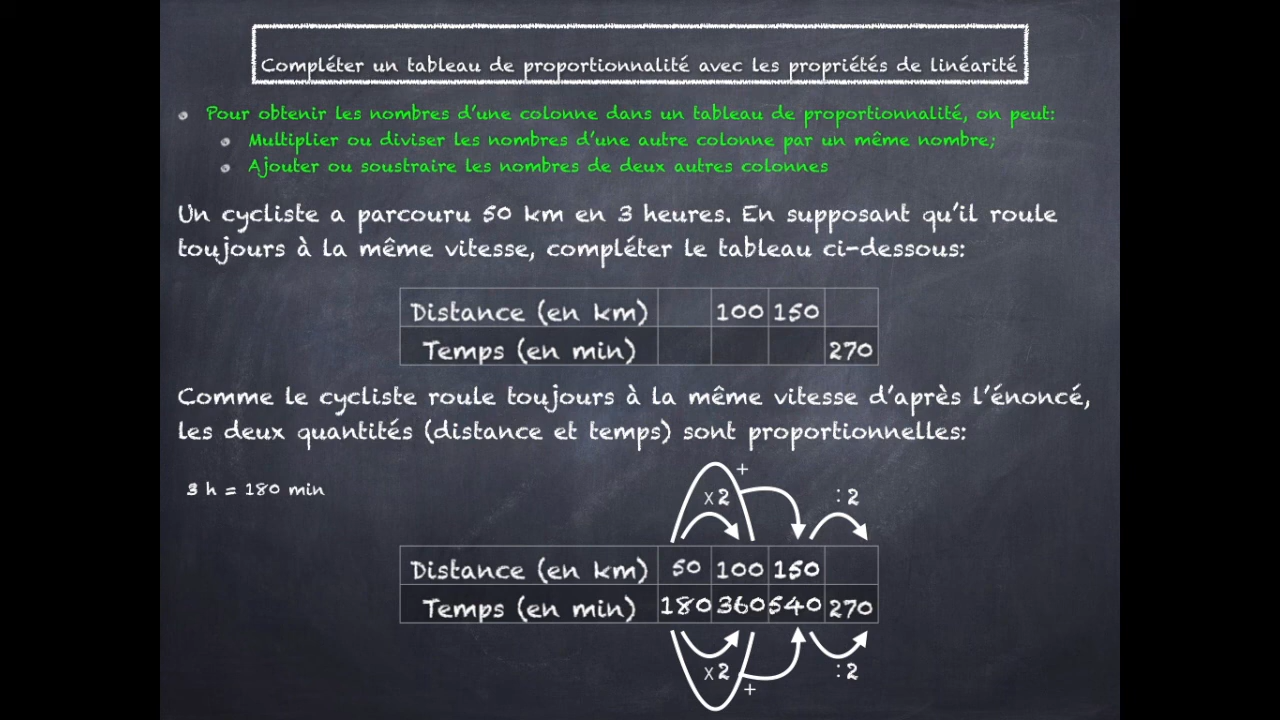 Compléter un tableau de proportionnalité avec les propriétés de linéarité
Pour obtenir les nombres d'une colonne dans un tableau de proportionnalité, on peut:
Multiplier ou diviser les nombres d'une autre colonne par un même nombre;
Ajouter ou soustraire les nombres de deux autres colonnes
Un cycliste a parcouru 50 km en 3 heures. En supposant qu'il roule
toujours à la même vitesse, compléter le tableau ci-dessous:
Distance (en km) 100 150
Temps (en min) 270
Comme le cycliste roule toujours à la même vitesse d'après l'énoncé,
les deux quantités (distance et temps) sont proportionnelles:
+
3 h = 180 min
x 2 : 2
Distance (en km) 50 100 150
Temps (en min) 180 360 540 270
x 2 : 2
+